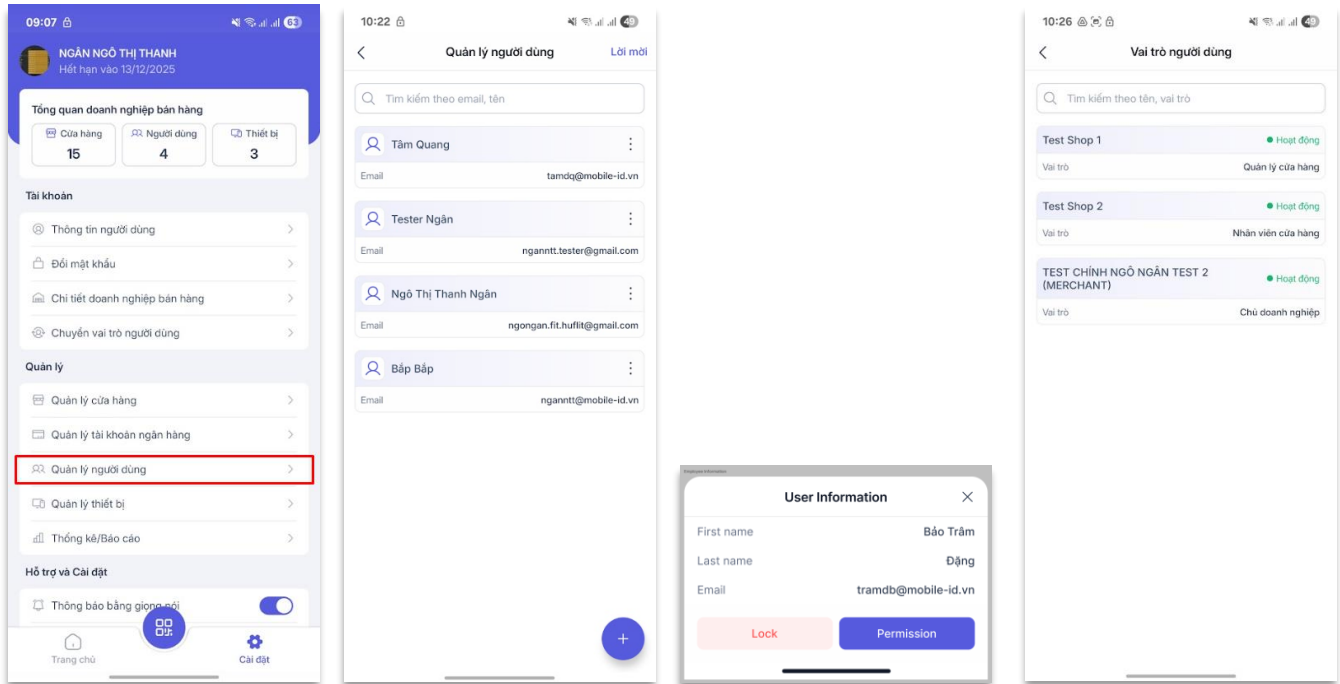 09:07
63
NGÂN NGÔ THỊ THANH
Hết hạn vào 13/12/2025
Tổng quan doanh nghiệp bán hàng
Cửa hàng
15
Người dùng
4
Thiết bị
3
Tài khoản
Thông tin người dùng
Đổi mật khẩu
Chi tiết doanh nghiệp bán hàng
Chuyển vai trò người dùng
Quản lý
Quản lý cửa hàng
Quản lý tài khoản ngân hàng
Quản lý người dùng
Quản lý thiết bị
Thống kê/Báo cáo
Hỗ trợ và Cài đặt
Thông báo bằng giọng nói
Trang chủ
Cài đặt
10:22
49
Quản lý người dùng
Lời mời
Tìm kiếm theo email, tên
Tâm Quang
Email
tamdq@mobile-id.vn
Tester Ngân
Email
nganntt.tester@gmail.com
Ngô Thị Thanh Ngân
Email
ngongan.fit.huflit@gmail.com
Bắp Bắp
Email
nganntt@mobile-id.vn
Employee Information
User Information
First name
Bảo Trâm
Last name
Đặng
Email
tramdb@mobile-id.vn
Lock
Permission
10:26
49
Vai trò người dùng
Tìm kiếm theo tên, vai trò
Test Shop 1
Hoạt động
Vai trò
Quản lý cửa hàng
Test Shop 2
Hoạt động
Vai trò
Nhân viên cửa hàng
TEST CHÍNH NGÔ NGÂN TEST 2
(MERCHANT)
Hoạt động
Vai trò
Chủ doanh nghiệp